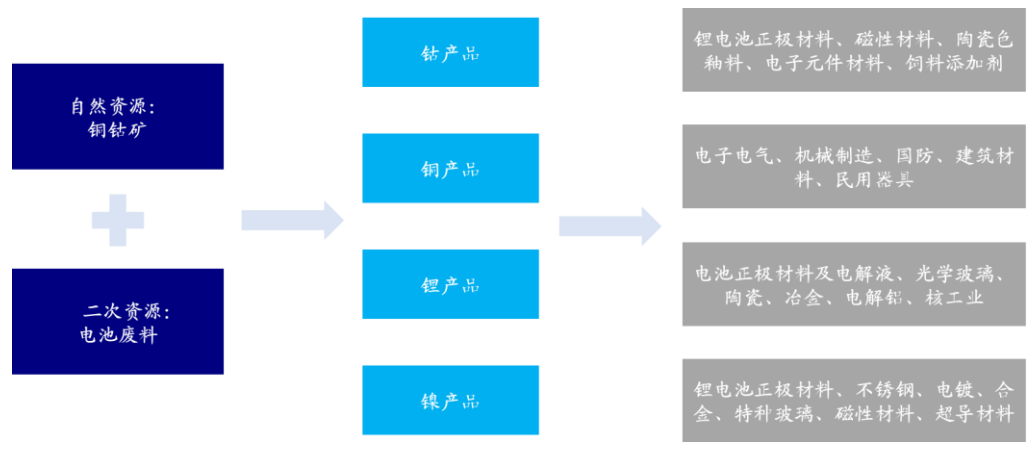 自然资源：
铜钴矿
二次资源：
电池废料
钴产品
铜产品
锂产品
镍产品
锂电池正极材料、磁性材料、陶瓷色
釉料、电子元件材料、饲料添加剂
电子电气、机械制造、国防、建筑材
料、民用器具
电池正极材料及电解液、光学玻璃、
陶瓷、冶金、电解铝、核工业
锂电池正极材料、不锈钢、电镀、合
金、特种玻璃、磁性材料、超导材料